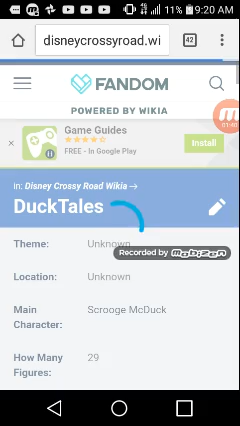 11% 9:20 AM
disneycrossyroad.wi
42
FANDOM
POWERED BY WIKIA
Game Guides
FREE - In Google Play
Install
in: Disney Crossy Road Wikia →
DuckTales
Theme: Unknown
Recorded by MOBIZEN
Location: Unknown
Main Character: Scrooge McDuck
How Many Figures: 29